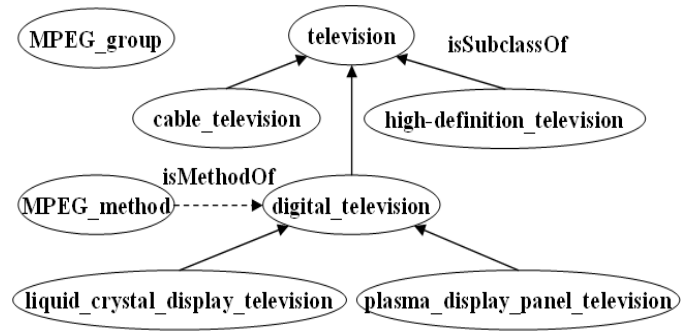 MPEG_group
television
isSubclassOf
cable_television
high-definition_television
isMethodOf
MPEG_method
digital_television
liquid_crystal_display_television
plasma_display_panel_television